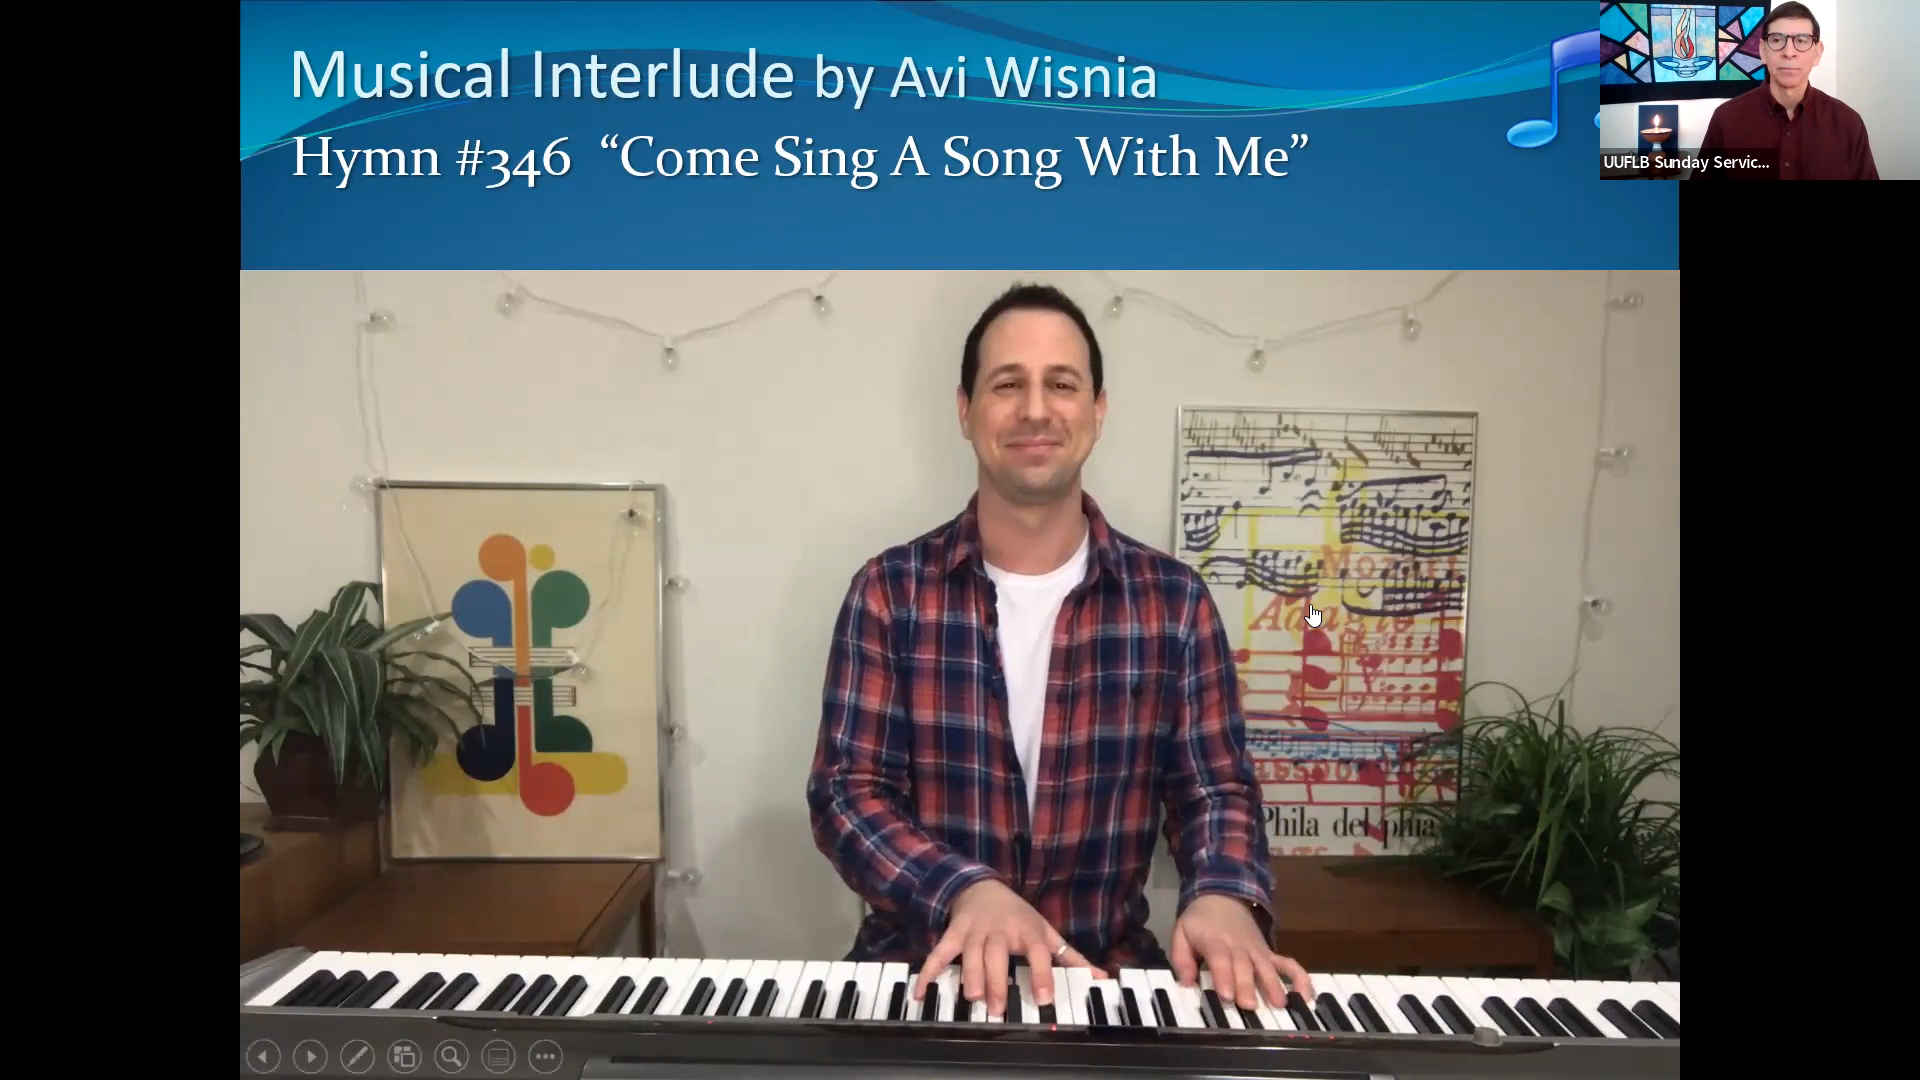 Musical Interlude by Avi Wisnia
Hymn #346 “Come Sing A Song With Me”
UUFLB Sunday Servic...
Mozart
Adagio
Phila del phia